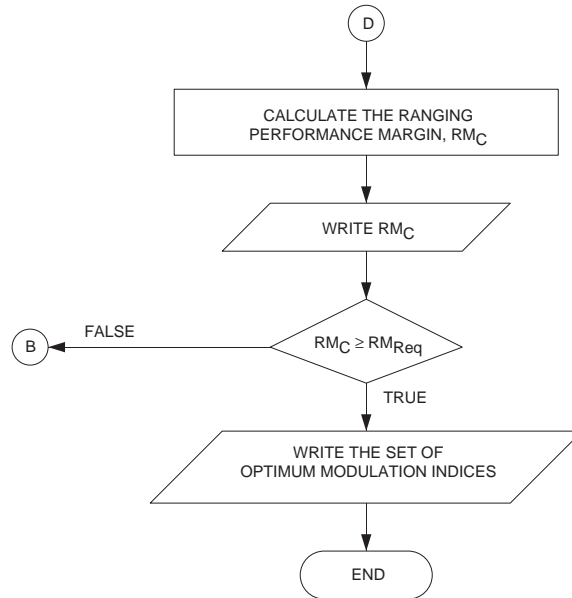 D
CALCULATE THE RANGING
PERFORMANCE MARGIN, RMC
WRITE RMC
FALSE
B
RMC ≥ RMReq
TRUE
WRITE THE SET OF
OPTIMUM MODULATION INDICES
END